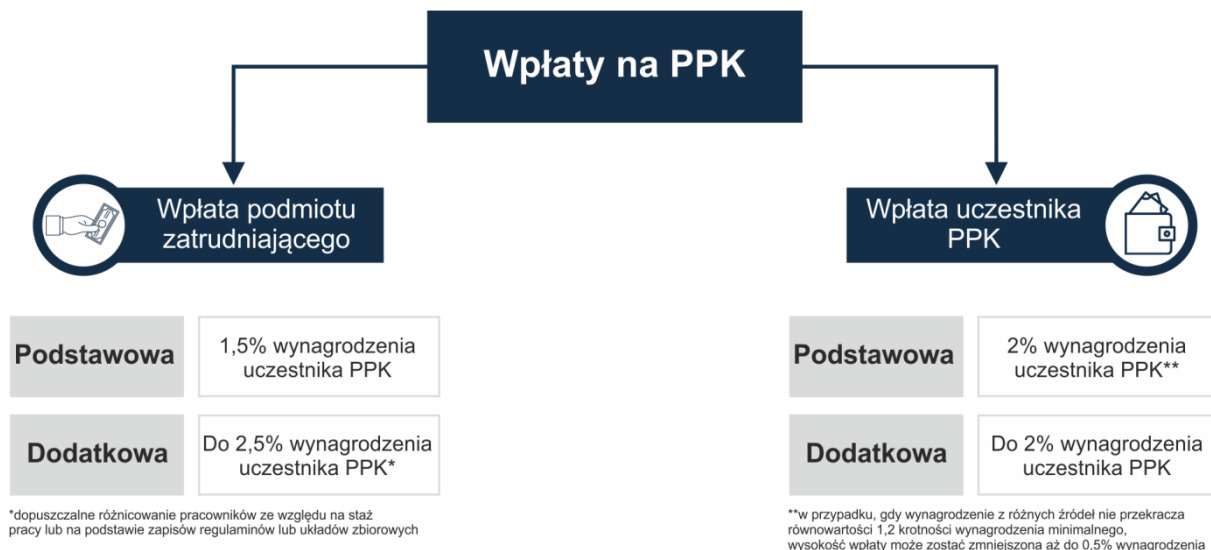 Wpłaty na PPK
Wpłata podmiotu
zatrudniającego
Podstawowa
1,5% wynagrodzenia
uczestnika PPK
Dodatkowa
Do 2,5% wynagrodzenia
uczestnika PPK*
*dopuszczalne różnicowanie pracowników ze względu na staż
pracy lub na podstawie zapisów regulaminów lub układów zbiorowych
Wpłata uczestnika
PPK
Podstawowa
2% wynagrodzenia
uczestnika PPK**
Dodatkowa
Do 2% wynagrodzenia
uczestnika PPK
**w przypadku, gdy wynagrodzenie z różnych źródeł nie przekracza
równowartości 1,2 krotności wynagrodzenia minimalnego,
wysokość wpłaty może zostać zmniejszona aż do 0,5% wynagrodzenia